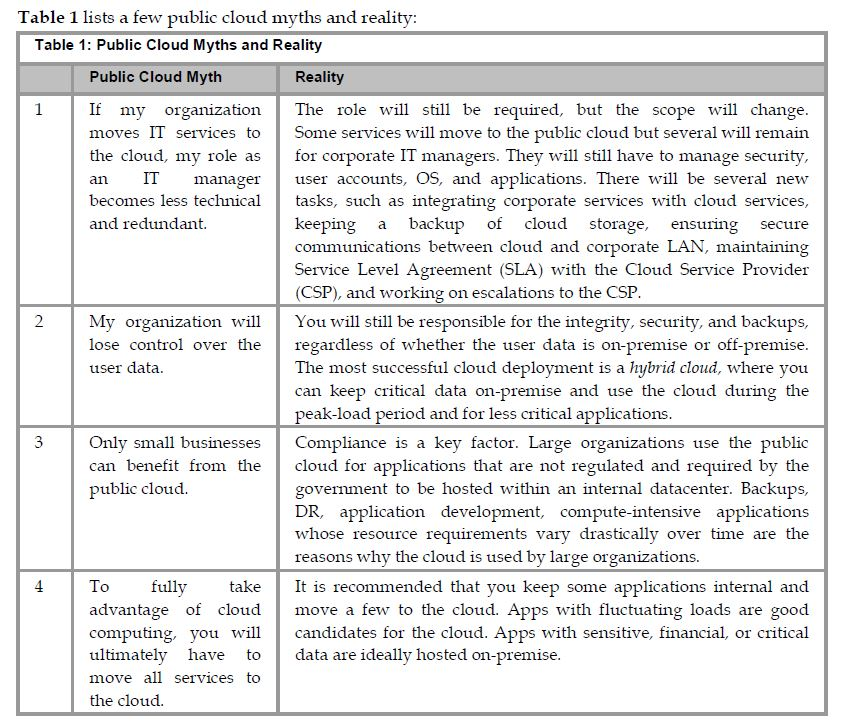 Table 1 lists a few public cloud myths and reality:
Table 1: Public Cloud Myths and Reality
Public Cloud Myth Reality
1
If my organization
moves IT services to
the cloud, my role as
an IT manager
becomes less technical
and redundant.
The role will still be required, but the scope will change.
Some services will move to the public cloud but several will remain
for corporate IT managers. They will still have to manage security,
user accounts, OS, and applications. There will be several new
tasks, such as integrating corporate services with cloud services,
keeping a backup of cloud storage, ensuring secure
communications between cloud and corporate LAN, maintaining
Service Level Agreement (SLA) with the Cloud Service Provider
(CSP), and working on escalations to the CSP.
2
My organization will
lose control over the
user data.
You will still be responsible for the integrity, security, and backups,
regardless of whether the user data is on-premise or off-premise.
The most successful cloud deployment is a hybrid cloud, where you
can keep critical data on-premise and use the cloud during the
peak-load period and for less critical applications.
3
Only small businesses
can benefit from the
public cloud.
Compliance is a key factor. Large organizations use the public
cloud for applications that are not regulated and required by the
government to be hosted within an internal datacenter. Backups,
DR, application development, compute-intensive applications
whose resource requirements vary drastically over time are the
reasons why the cloud is used by large organizations.
4
To fully take
advantage of cloud
computing, you will
ultimately have to
move all services to
the cloud.
It is recommended that you keep some applications internal and
move a few to the cloud. Apps with fluctuating loads are good
candidates for the cloud. Apps with sensitive, financial, or critical
data are ideally hosted on-premise.